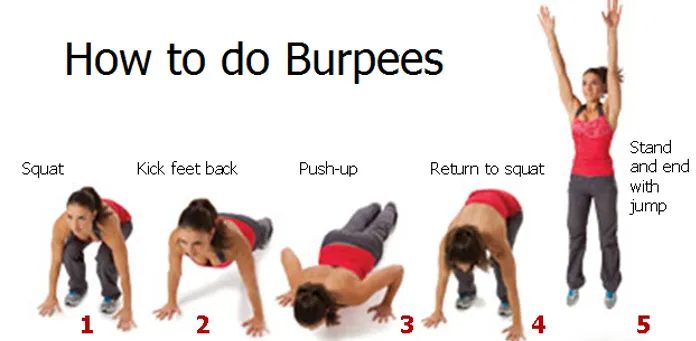 How to do Burpees
Squat
Kick feet back
Push-up
Return to squat
Stand
and end
with
jump
1
2
3
4
5